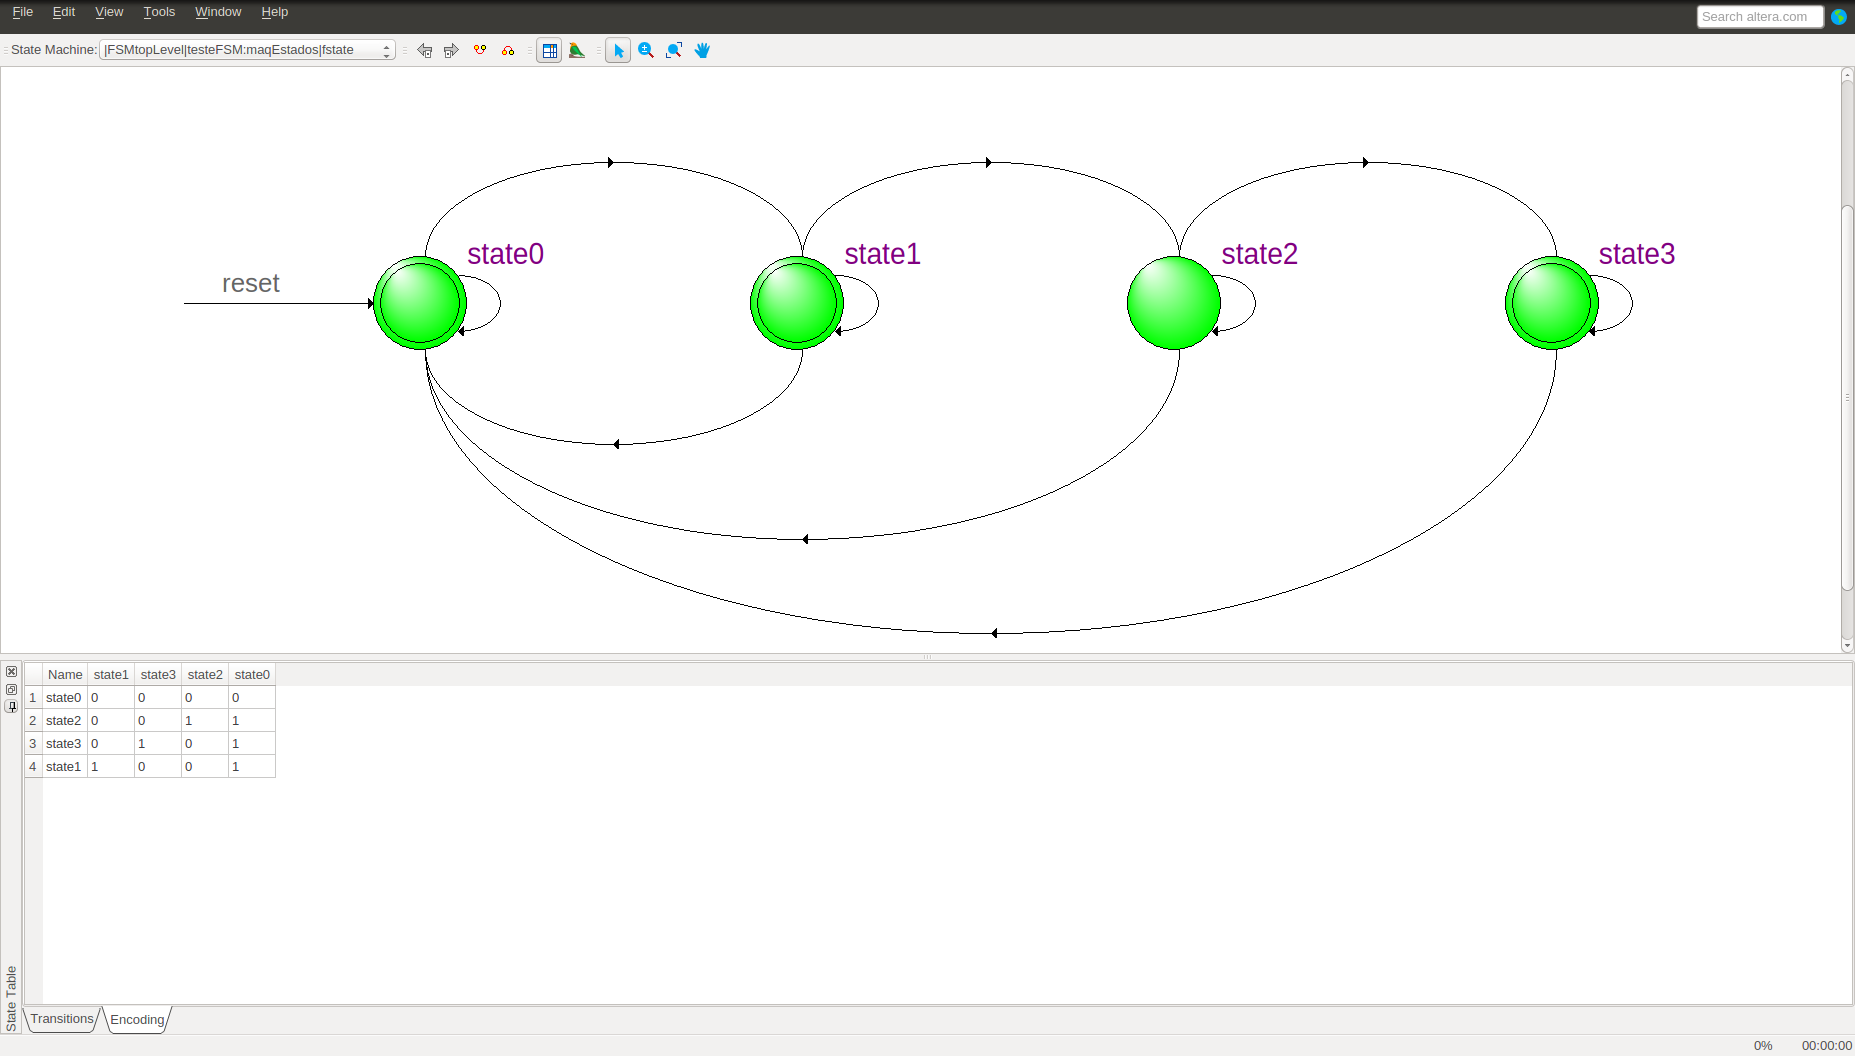 File Edit View Tools Window Help
Search altera.com
State Machine: |FSMtopLevel|testeFSM:maqEstados|fstate
state0 state1 state2 state3
reset
Name state1 state3 state2 state0
1 state0 0 0 0 0
2 state2 0 0 1 1
3 state3 0 1 0 1
4 state1 1 0 0 1
State Table
Transitions Encoding
0% 00:00:00